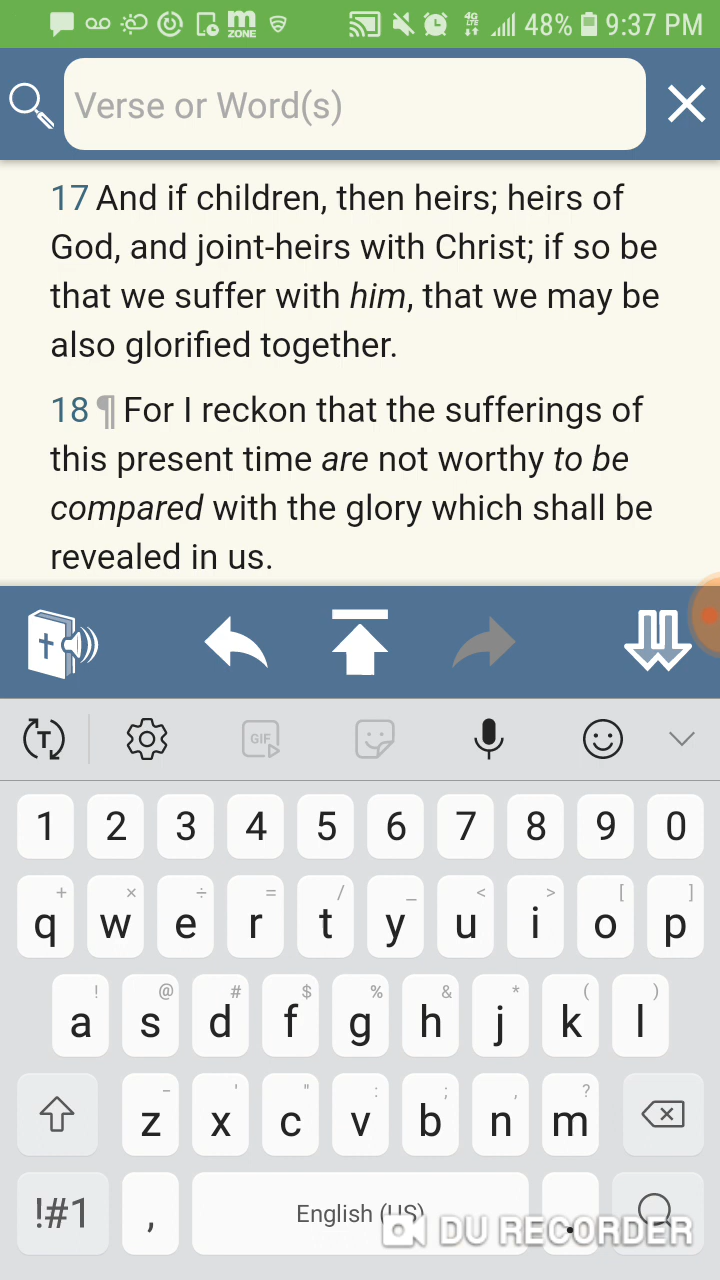 m ZONE 4G LTE 48% 9:37 PM
Verse or Word(s)
17 And if children, then heirs; heirs of
God, and joint-heirs with Christ; if so be
that we suffer with him, that we may be
also glorified together.
18 ¶ For I reckon that the sufferings of
this present time are not worthy to be
compared with the glory which shall be
revealed in us.
T GIF
1 2 3 4 5 6 7 8 9 0
+ × ÷ = / _ < > [ ]
q w e r t y u i o p
! @ # $ % & * ( )
a s d f g h j k l
- ' " : ; , ?
z x c v b n m
!#1 , English (US) .
DU RECORDER